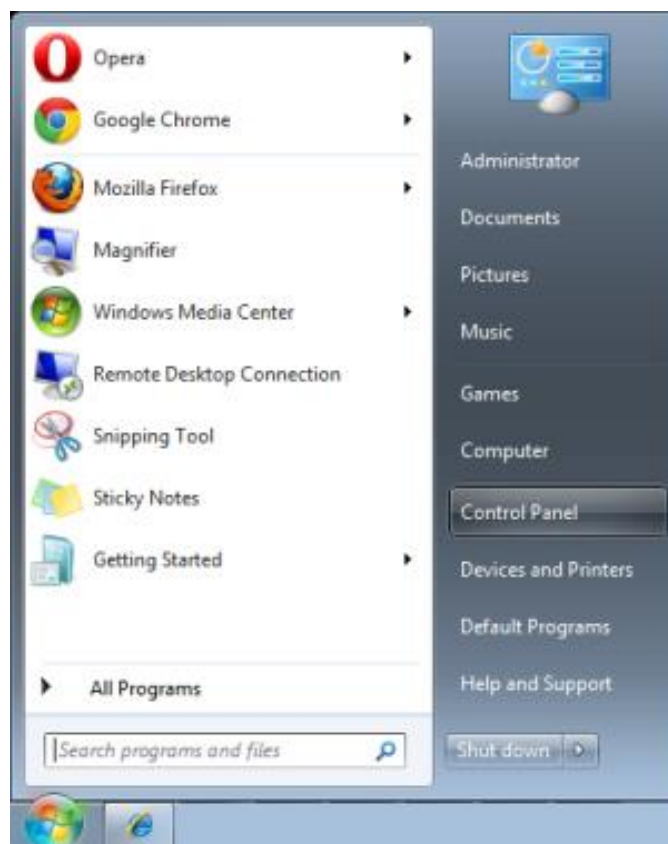 Opera
Google Chrome
Mozilla Firefox
Magnifier
Windows Media Center
Remote Desktop Connection
Snipping Tool
Sticky Notes
Getting Started
All Programs
Search programs and files
Administrator
Documents
Pictures
Music
Games
Computer
Control Panel
Devices and Printers
Default Programs
Help and Support
Shut down